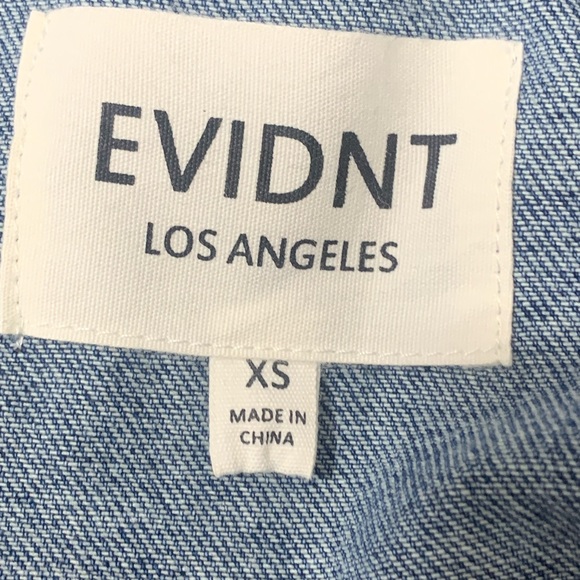 EVIDNT
LOS ANGELES
XS
MADE IN
CHINA